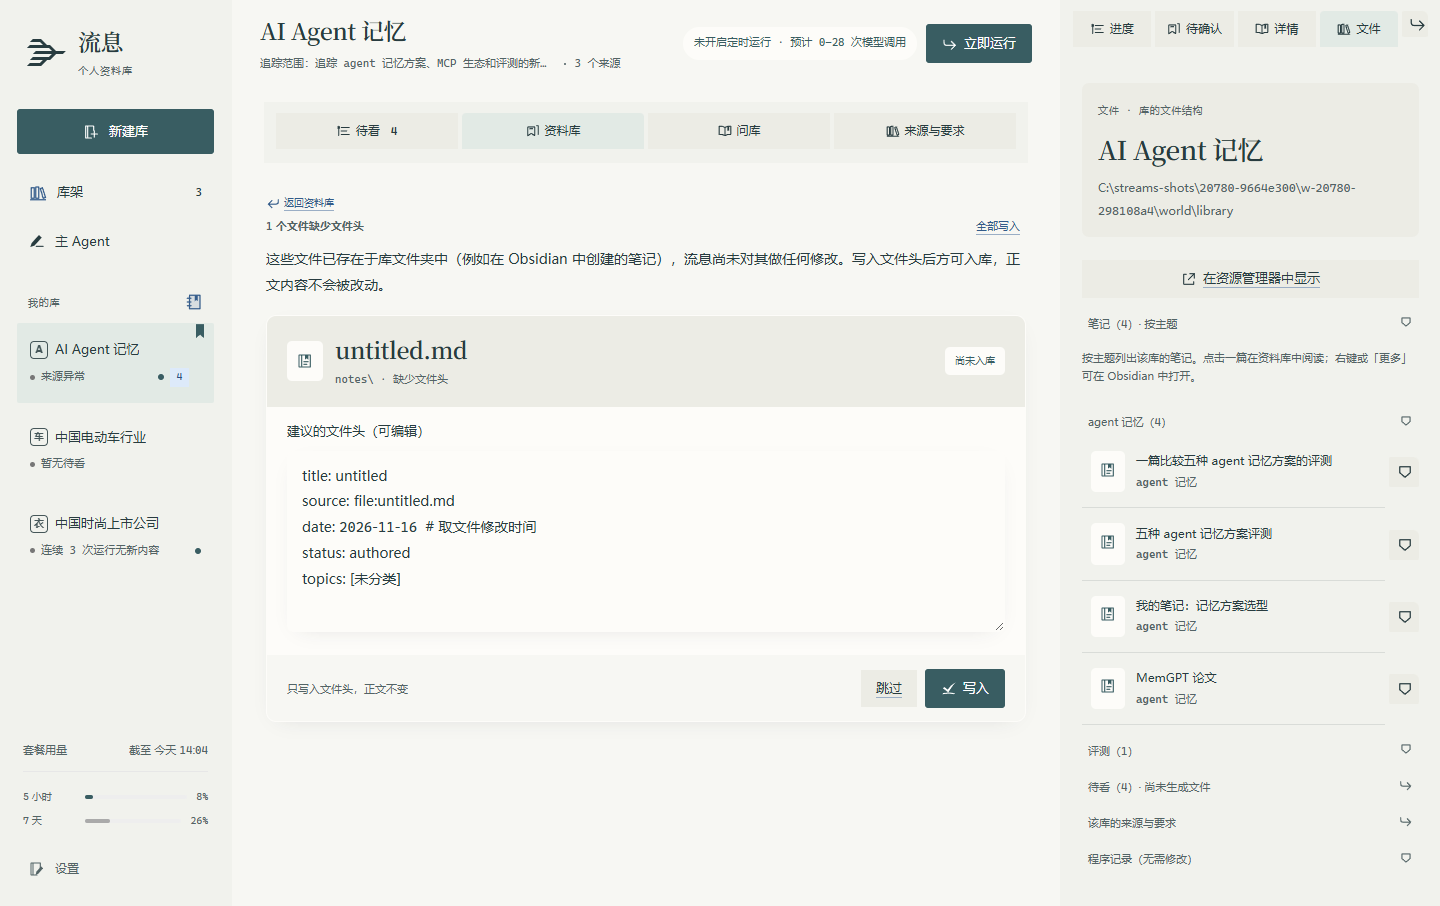 流息
个人资料库
新建库
库架 3
主 Agent
我的库
A AI Agent 记忆
来源异常 4
车 中国电动车行业
暂无待看
衣 中国时尚上市公司
连续 3 次运行无新内容
套餐用量 截至 今天 14:04
5 小时 8%
7 天 26%
设置
AI Agent 记忆
追踪范围：追踪 agent 记忆方案、MCP 生态和评测的新… · 3 个来源
未开启定时运行 · 预计 0–28 次模型调用
立即运行
待看 4
资料库
问库
来源与要求
返回资料库
1 个文件缺少文件头
全部写入
这些文件已存在于库文件夹中（例如在 Obsidian 中创建的笔记），流息尚未对其做任何修改。写入文件头后方可入库，正
文内容不会被改动。
untitled.md
notes\ · 缺少文件头
尚未入库
建议的文件头（可编辑）
title: untitled
source: file:untitled.md
date: 2026-11-16 # 取文件修改时间
status: authored
topics: [未分类]
只写入文件头，正文不变
跳过
写入
进度
待确认
详情
文件
文件 · 库的文件结构
AI Agent 记忆
C:\streams-shots\20780-9664e300\w-20780-
298108a4\world\library
在资源管理器中显示
笔记（4）· 按主题
按主题列出该库的笔记。点击一篇在资料库中阅读；右键或「更多」
可在 Obsidian 中打开。
agent 记忆（4）
一篇比较五种 agent 记忆方案的评测
agent 记忆
五种 agent 记忆方案评测
agent 记忆
我的笔记：记忆方案选型
agent 记忆
MemGPT 论文
agent 记忆
评测（1）
待看（4）· 尚未生成文件
该库的来源与要求
程序记录（无需修改）